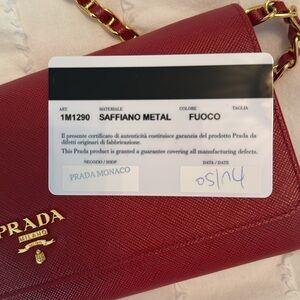 ART. MATERIALE COLORE TAGLIA
1M1290 SAFFIANO METAL FUOCO
Il presente certificato di autenticità costituisce garanzia del prodotto Prada da
difetti originari di fabbricazione.
This Prada product is granted a guarantee covering all manufacturing defects.
NEGOZIO / SHOP DATA / DATE
PRADA MONACO 05/14
PRADA
MILANO